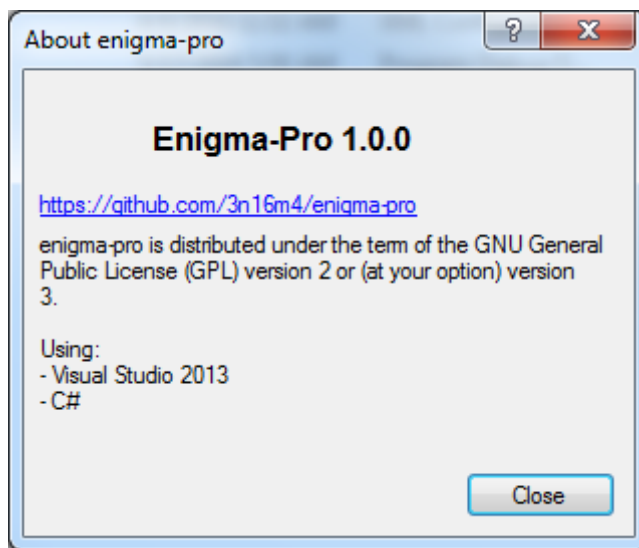 About enigma-pro
Enigma-Pro 1.0.0
https://github.com/3n16m4/enigma-pro
enigma-pro is distributed under the term of the GNU General
Public License (GPL) version 2 or (at your option) version
3.
Using:
- Visual Studio 2013
- C#
Close